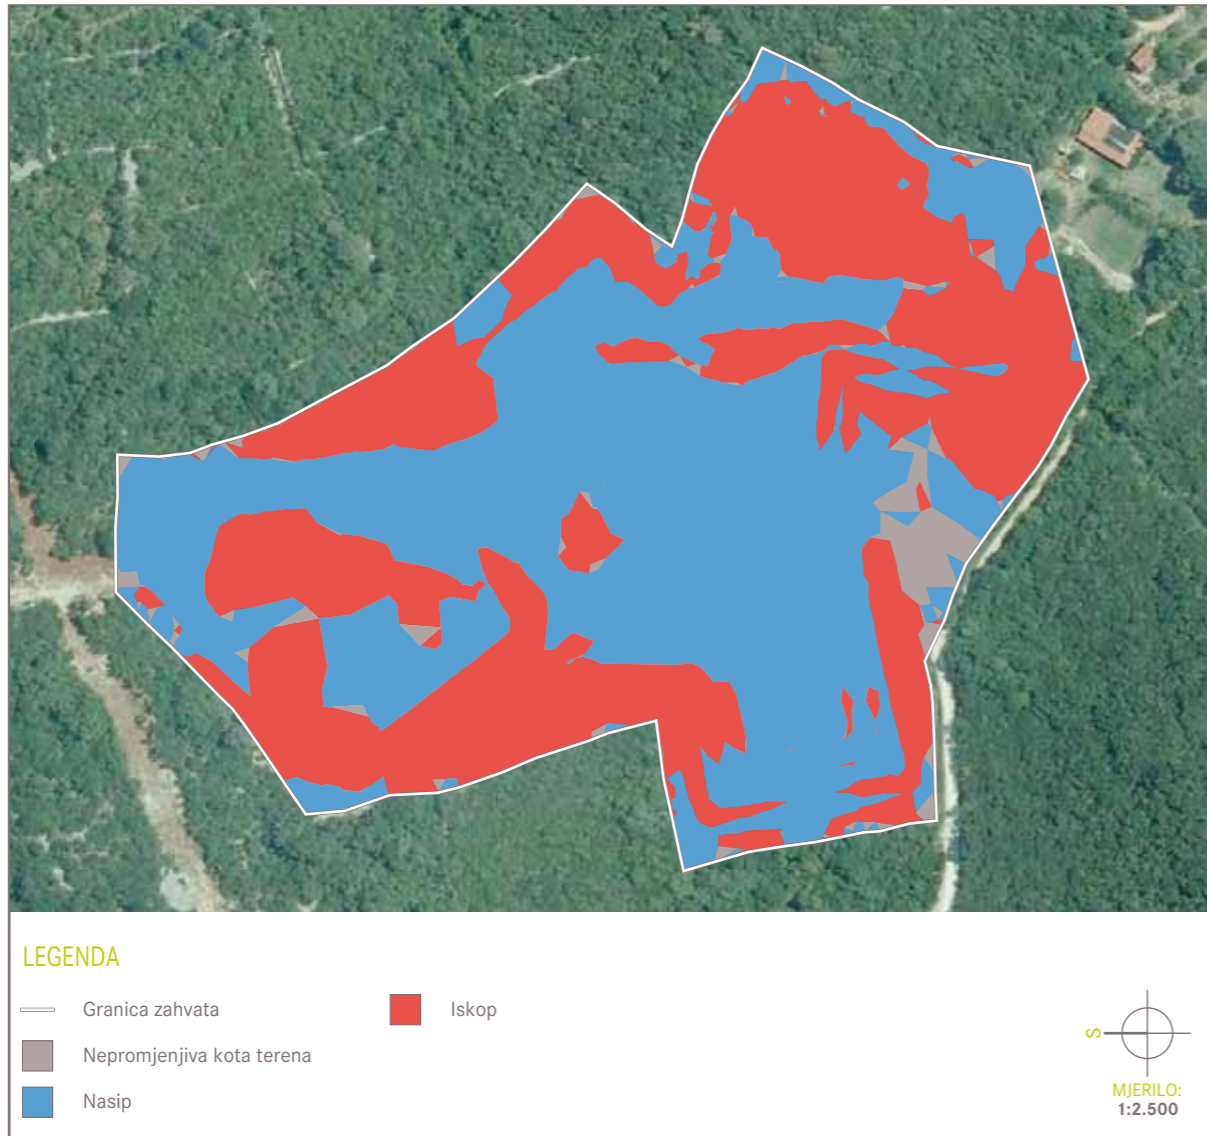 LEGENDA
Granica zahvata
Iskop
Nepromjenjiva kota terena
Nasip
S
MJERILO:
1:2.500